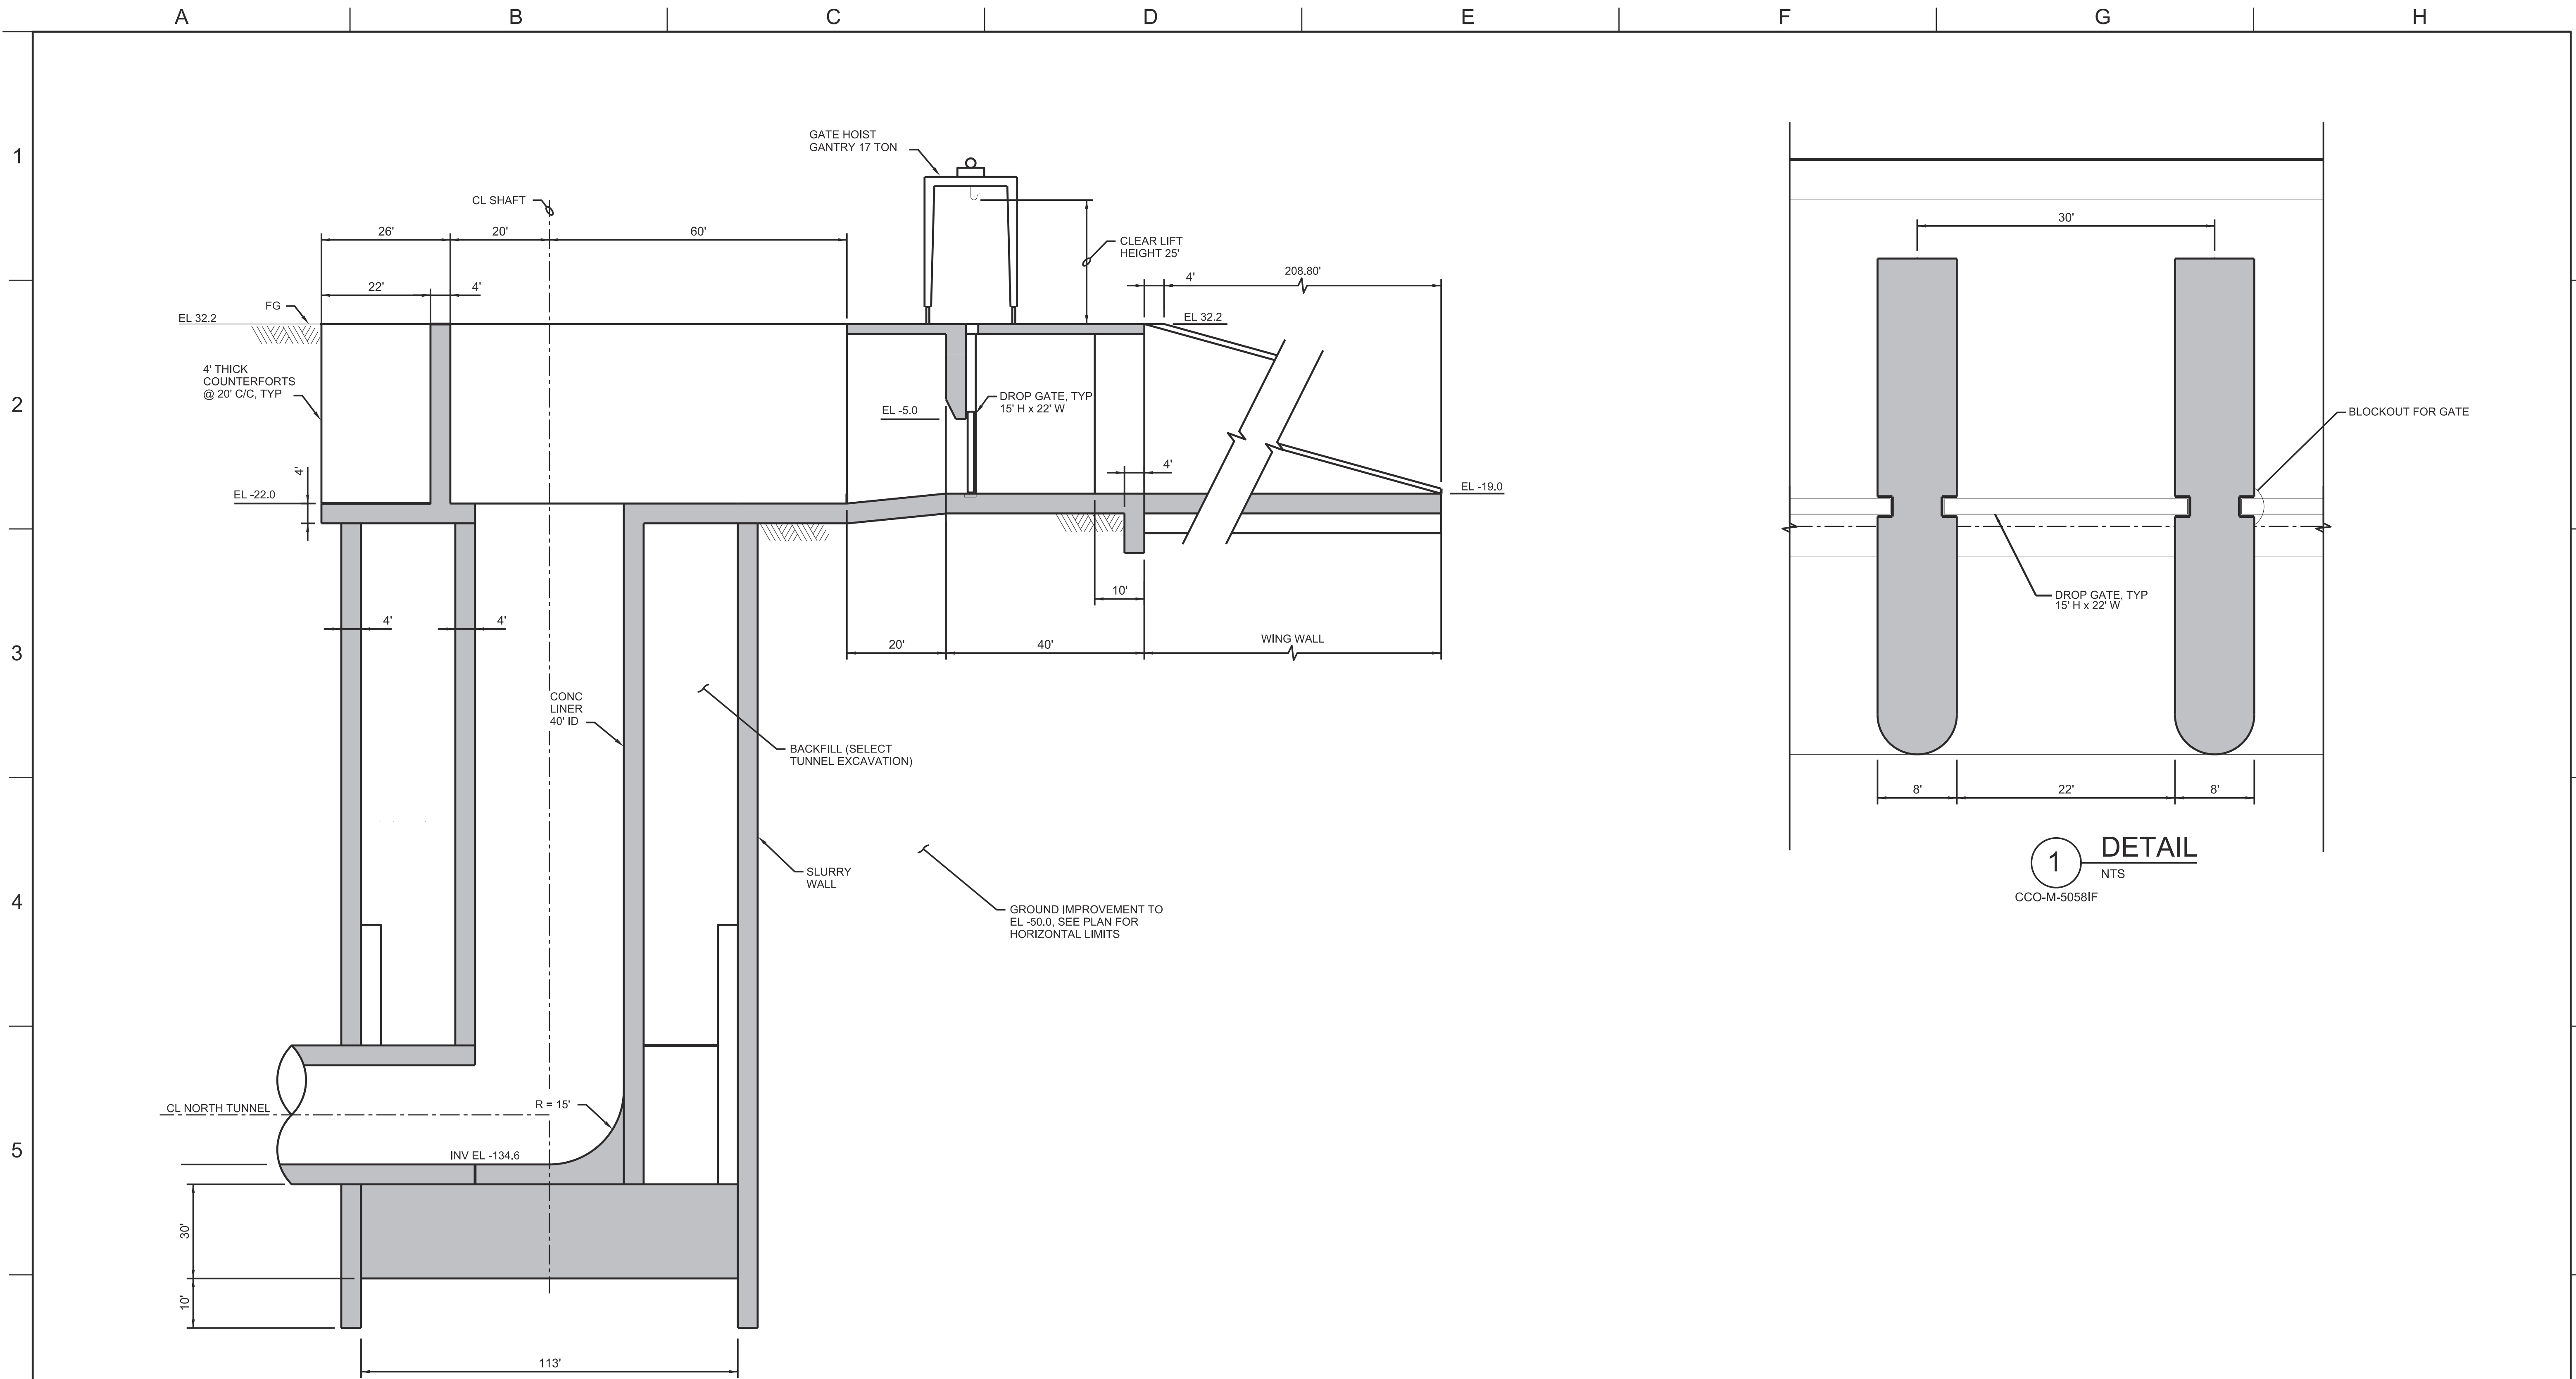 A
B
C
D
E
F
G
H
1
2
3
4
5
GATE HOIST
GANTRY 17 TON
CL SHAFT
26'
20'
60'
CLEAR LIFT
HEIGHT 25'
22'
4'
4'
208.80'
FG
EL 32.2
EL 32.2
4' THICK
COUNTERFORTS
@ 20' C/C, TYP
DROP GATE, TYP
15' H x 22' W
EL -5.0
4'
4'
EL -22.0
EL -19.0
10'
4'
4'
20'
40'
WING WALL
CONC
LINER
40' ID
BACKFILL (SELECT
TUNNEL EXCAVATION)
SLURRY
WALL
GROUND IMPROVEMENT TO
EL -50.0, SEE PLAN FOR
HORIZONTAL LIMITS
CL NORTH TUNNEL
R = 15'
INV EL -134.6
30'
10'
113'
30'
BLOCKOUT FOR GATE
DROP GATE, TYP
15' H x 22' W
8'
22'
8'
1
DETAIL
NTS
CCO-M-5058IF